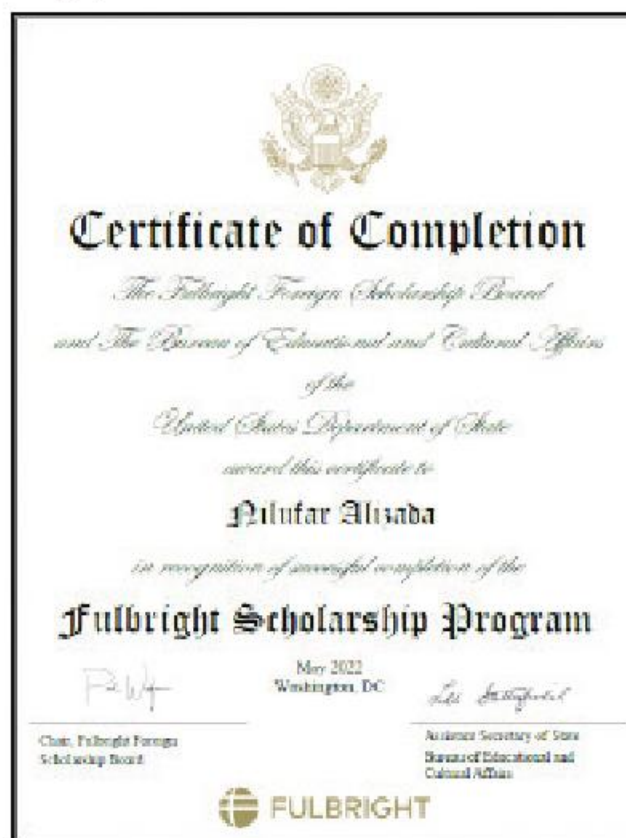 Certificate of Completion
The Fulbright Foreign Scholarship Board
and The Bureau of Educational and Cultural Affairs
of the
United States Department of State
award this certificate to
Nilufar Alizada
in recognition of successful completion of the
Fulbright Scholarship Program
May 2022
Washington, DC
Chair, Fulbright Foreign
Scholarship Board
Assistant Secretary of State
Bureau of Educational and
Cultural Affairs
FULBRIGHT